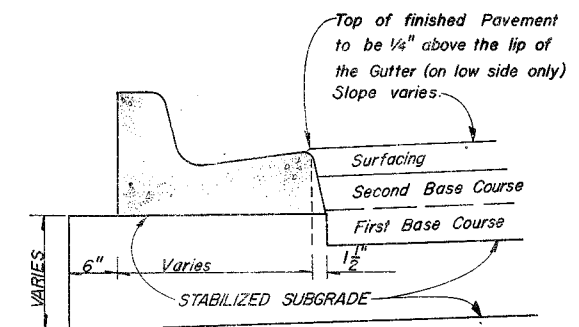 Top of finished Pavement
to be 1/4" above the lip of
the Gutter (on low side only)
Slope varies.
Surfacing
Second Base Course
First Base Course
6"
Varies
1 1/2"
VARIES
STABILIZED SUBGRADE